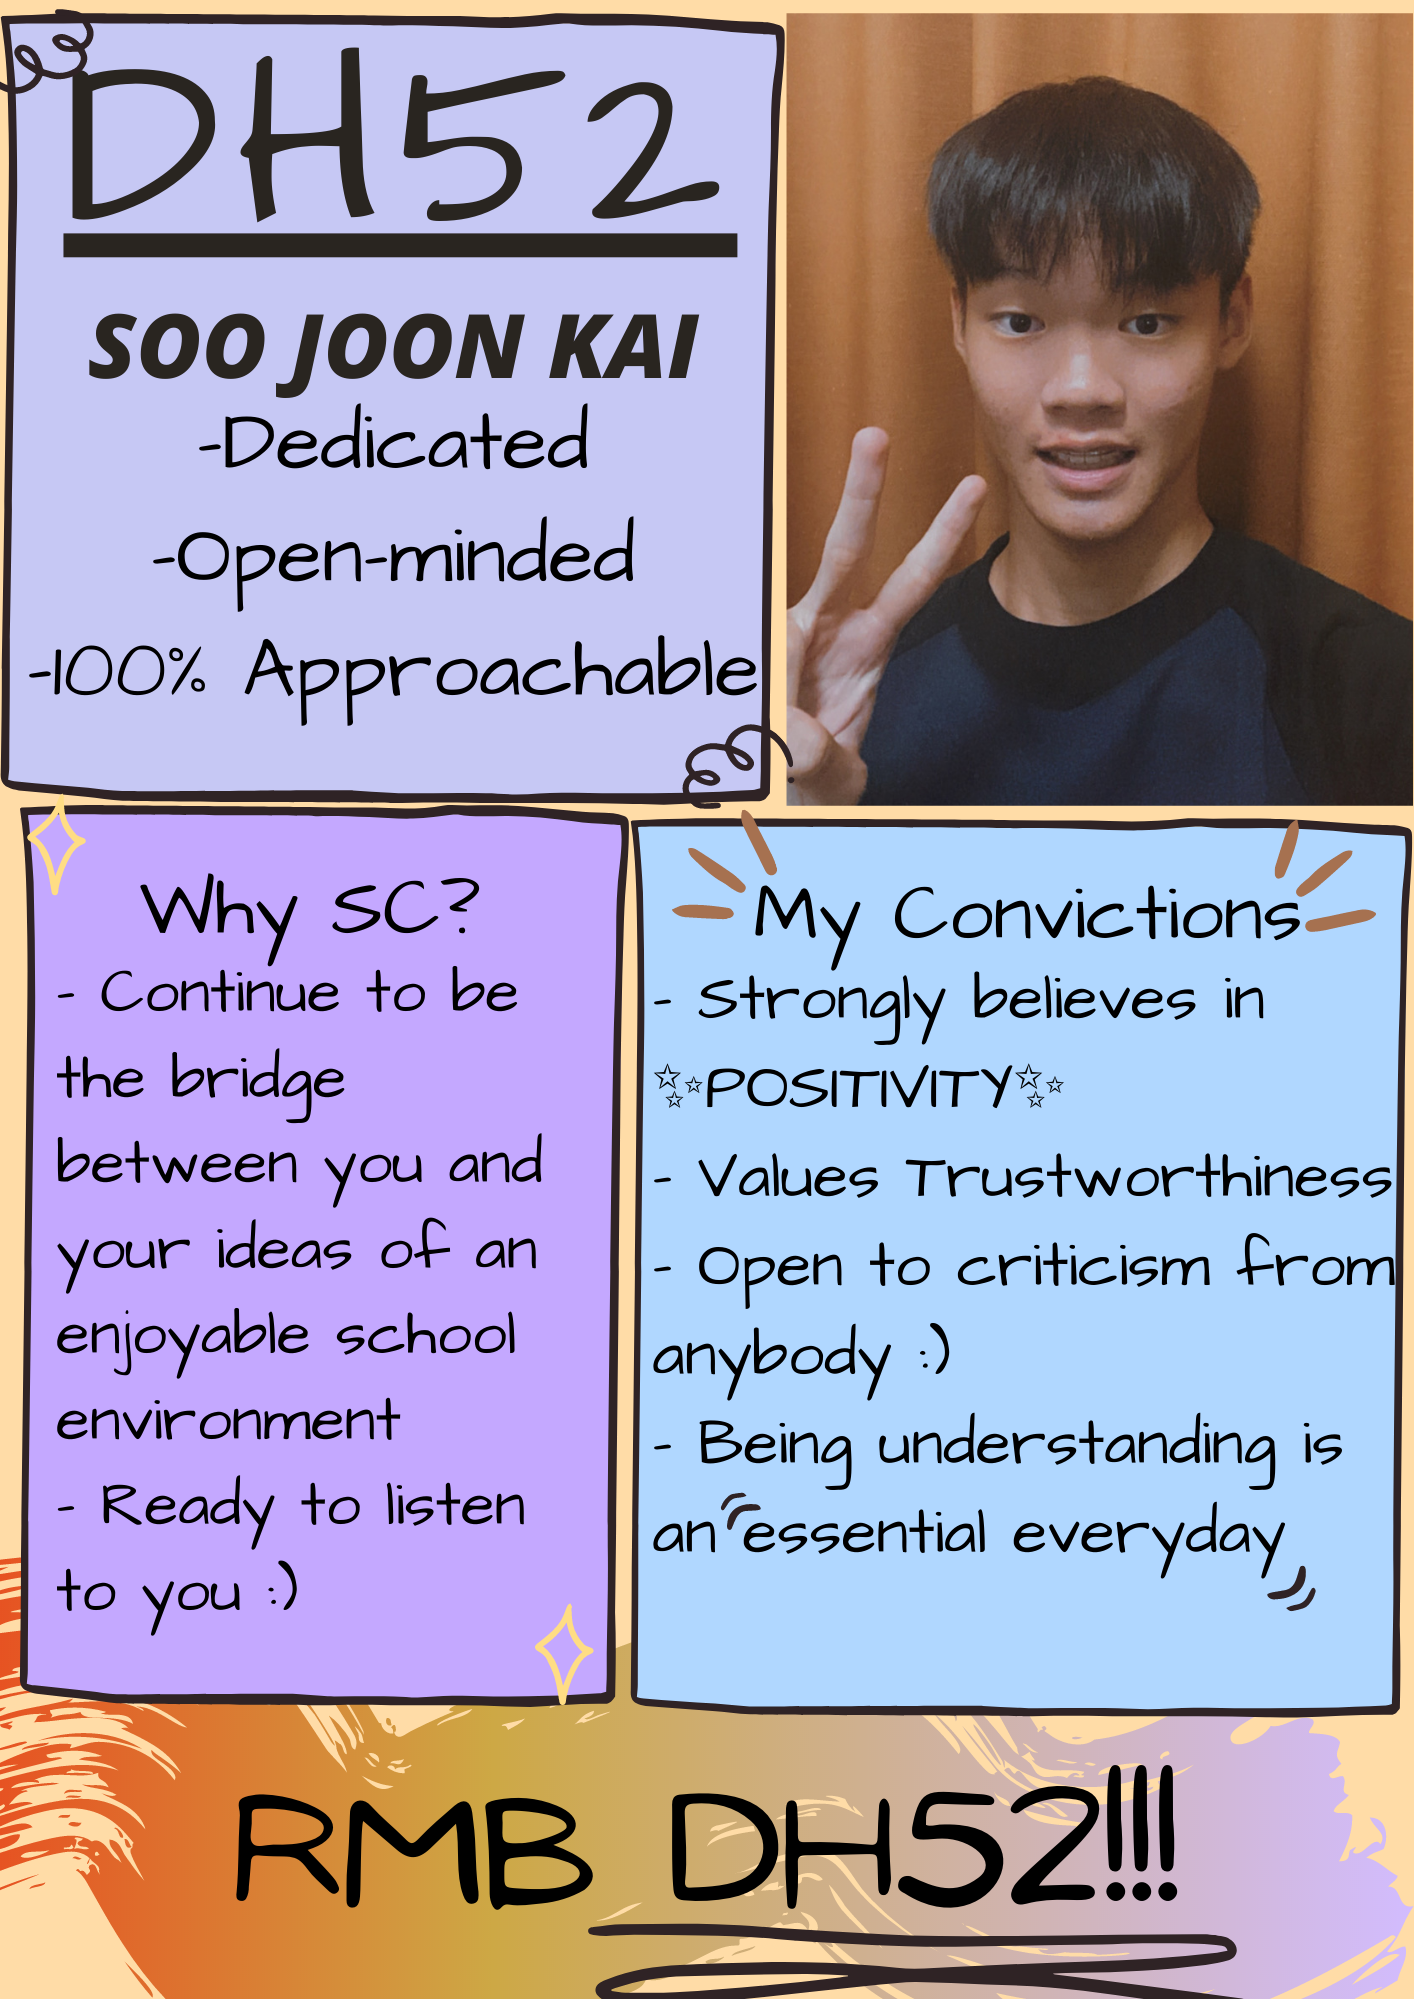 DH52
SOO JOON KAI
-Dedicated
-Open-minded
-100% Approachable
Why SC?
- Continue to be
the bridge
between you and
your ideas of an
enjoyable school
environment
- Ready to listen
to you :)
My Convictions
- Strongly believes in
✨POSITIVITY✨
- Values Trustworthiness
- Open to criticism from
anybody :)
- Being understanding is
an essential everyday
RMB DH52!!!